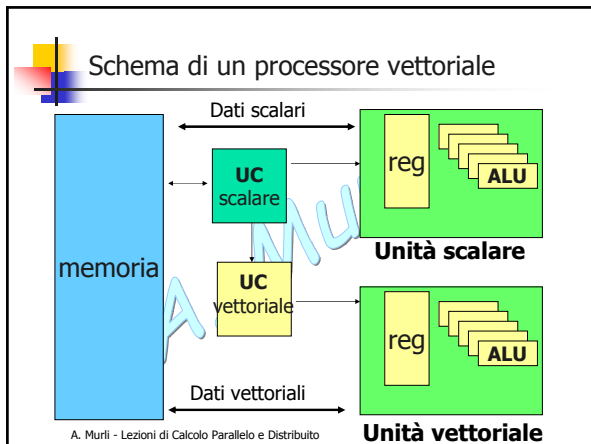 Schema di un processore vettoriale
Dati scalari
memoria
UC
scalare
reg
ALU
Unità scalare
UC
vettoriale
reg
ALU
Dati vettoriali
Unità vettoriale
A. Murli - Lezioni di Calcolo Parallelo e Distribuito
A. Mu